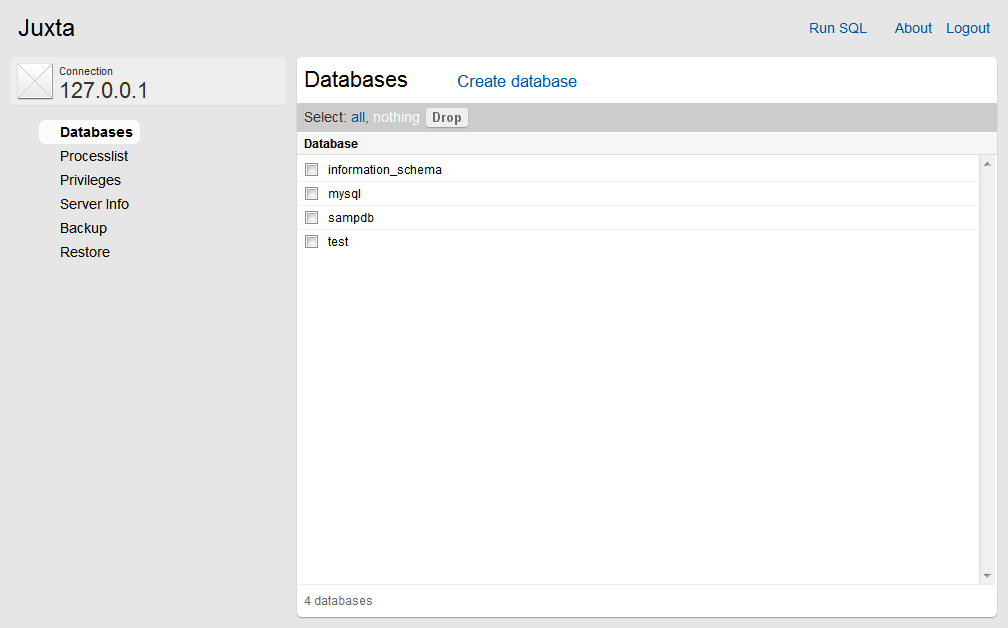 Juxta
Run SQL About Logout
Connection
127.0.0.1
Databases
Processlist
Privileges
Server Info
Backup
Restore
Databases Create database
Select: all, nothing Drop
Database
information_schema
mysql
sampdb
test
4 databases